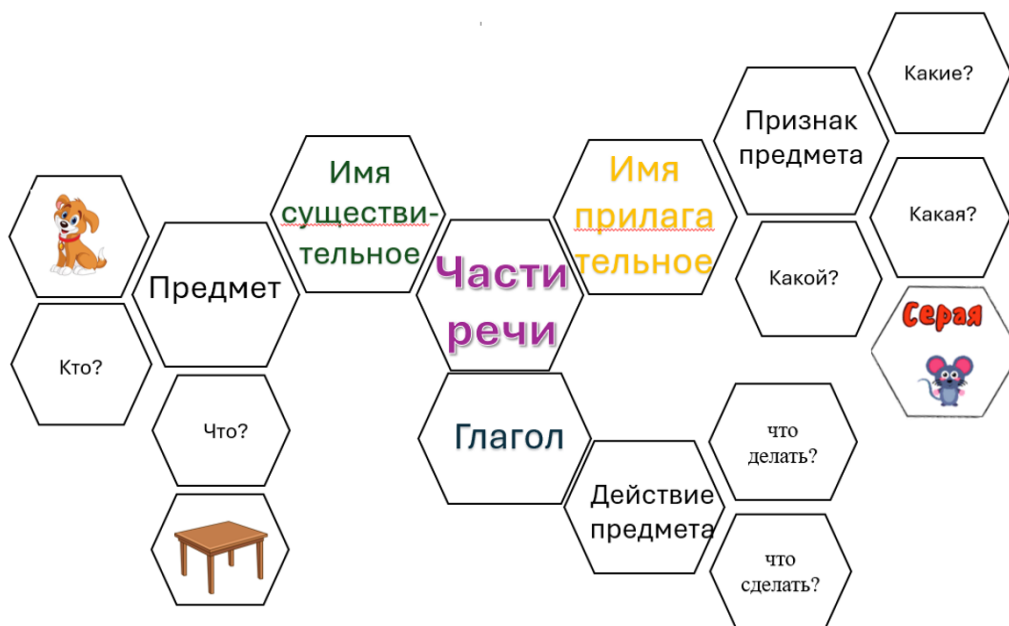 Части
речи
Имя
существи-
тельное
Предмет
Кто?
Что?
Имя
прилага
тельное
Признак
предмета
Какие?
Какая?
Какой?
Серая
Глагол
Действие
предмета
что
делать?
что
сделать?